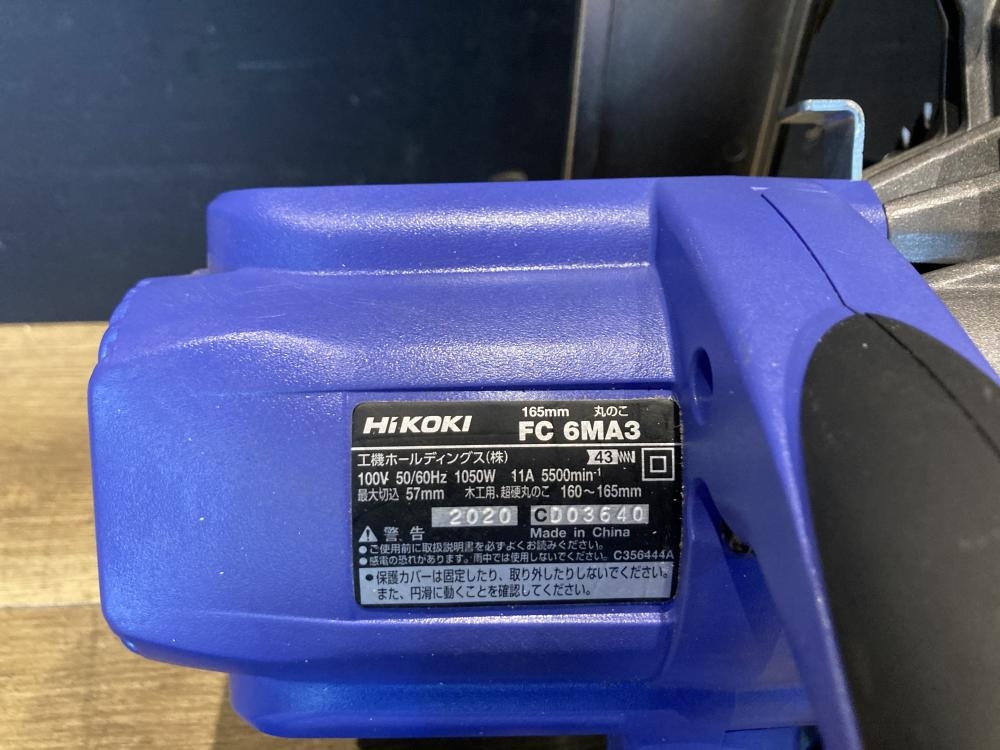 165mm 丸のこ
HiKOKI FC 6MA3
工機ホールディングス(株) 43
100V 50/60Hz 1050W 11A 5500min-1
最大切込 57mm 木工用、超硬丸のこ 160～165mm
2020 CD03640
警告 Made in China
●ご使用前に取扱説明書を必ずよくお読みください。
●感電の恐れがあります。雨中では使用しないでください。 C356444A
●保護カバーは固定したり、取り外したりしないでください。
また、円滑に動くことを確認してください。